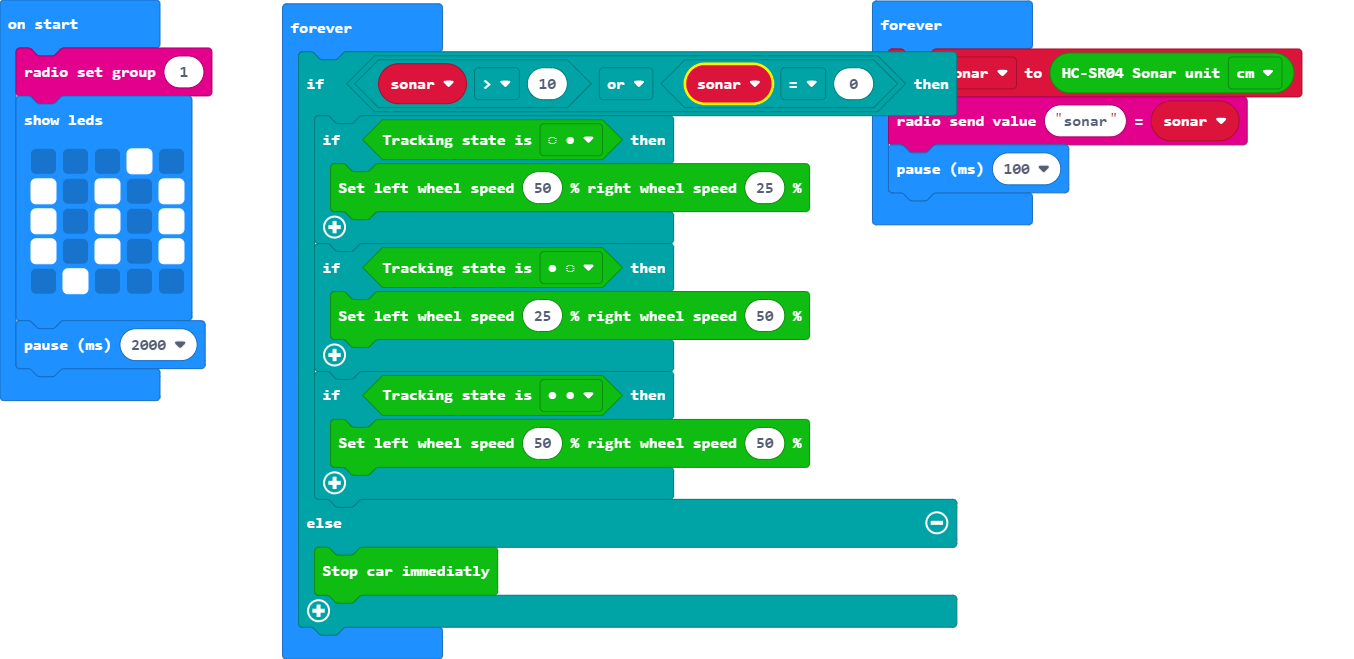 on start
radio set group 1
show leds
pause (ms) 2000
forever
if sonar > 10 or sonar = 0 then
if Tracking state is then
Set left wheel speed 50 % right wheel speed 25 %
if Tracking state is then
Set left wheel speed 25 % right wheel speed 50 %
if Tracking state is then
Set left wheel speed 50 % right wheel speed 50 %
else
Stop car immediatly
forever
onar to HC-SR04 Sonar unit cm
radio send value "sonar" = sonar
pause (ms) 100